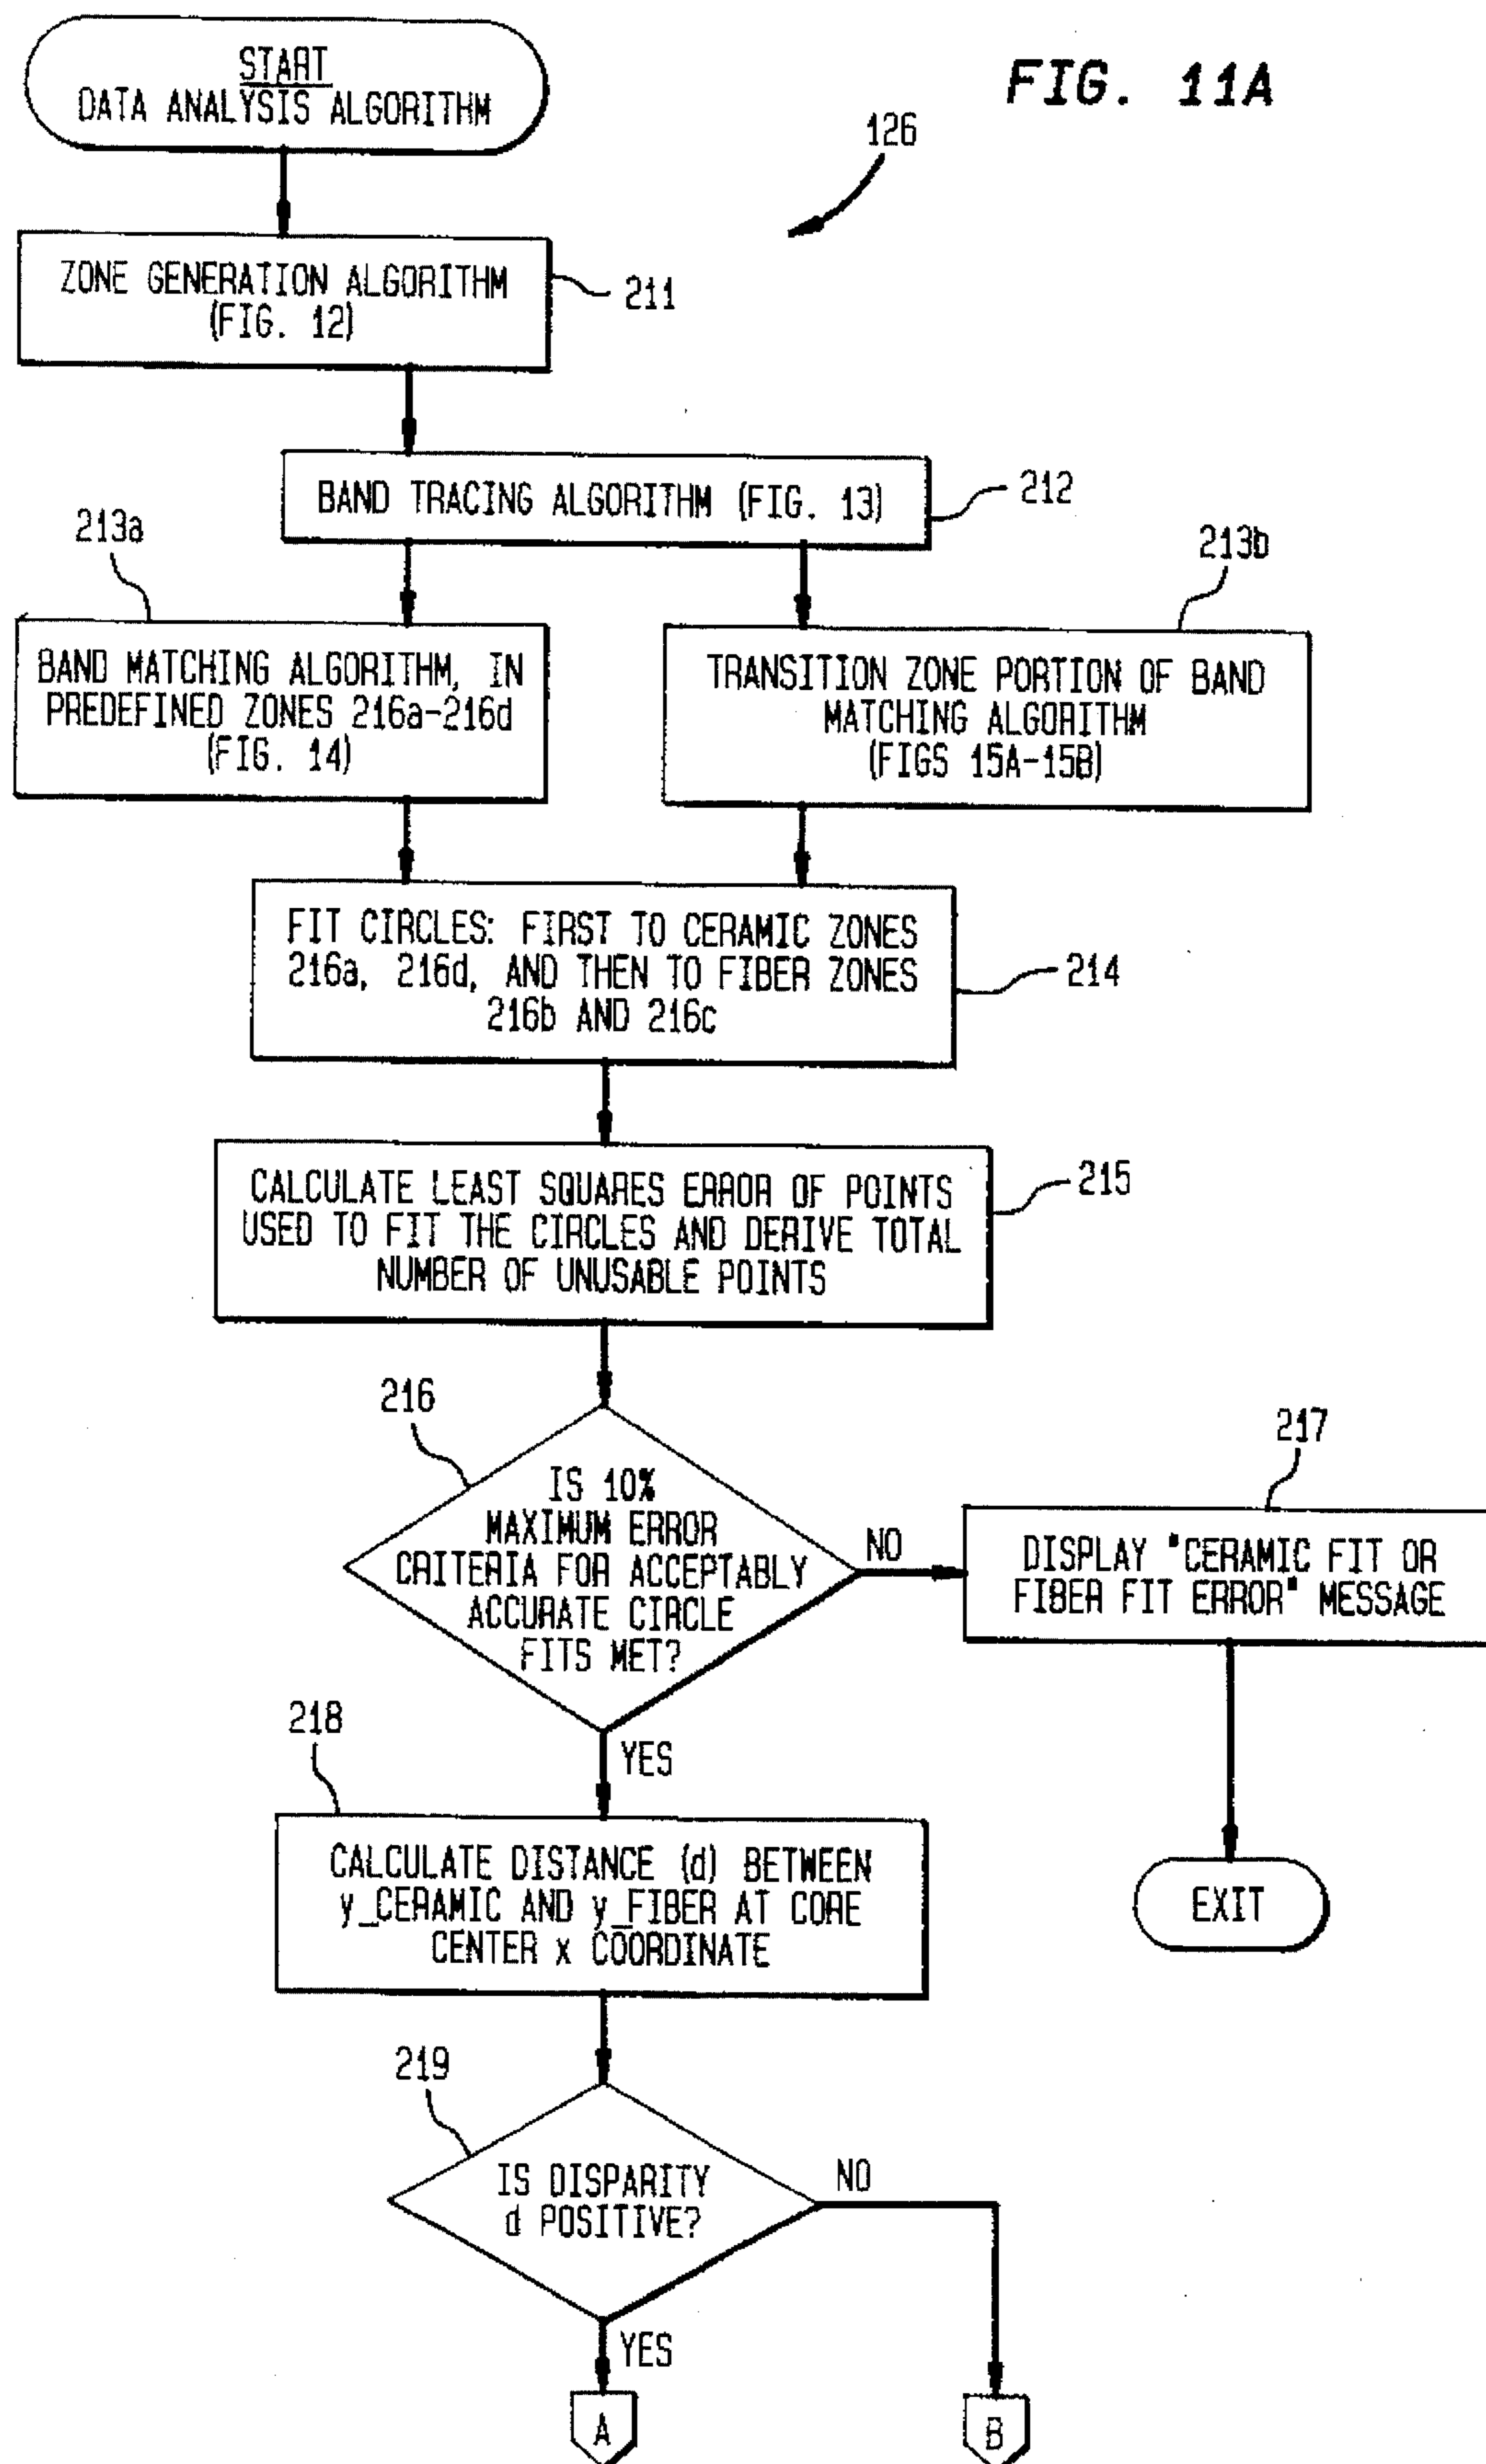 FIG. 11A
START
DATA ANALYSIS ALGORITHM
126
ZONE GENERATION ALGORITHM
(FIG. 12)
211
BAND TRACING ALGORITHM (FIG. 13)
212
213a
213b
BAND MATCHING ALGORITHM, IN
PREDEFINED ZONES 216a-216d
(FIG. 14)
TRANSITION ZONE PORTION OF BAND
MATCHING ALGORITHM
(FIGS 15A-15B)
FIT CIRCLES: FIRST TO CERAMIC ZONES
216a, 216d, AND THEN TO FIBER ZONES
216b AND 216c
214
CALCULATE LEAST SQUARES ERROR OF POINTS
USED TO FIT THE CIRCLES AND DERIVE TOTAL
NUMBER OF UNUSABLE POINTS
215
216
IS 10%
MAXIMUM ERROR
CRITERIA FOR ACCEPTABLY
ACCURATE CIRCLE
FITS MET?
NO
217
DISPLAY "CERAMIC FIT OR
FIBER FIT ERROR" MESSAGE
EXIT
YES
218
CALCULATE DISTANCE (d) BETWEEN
y_CERAMIC AND y_FIBER AT CORE
CENTER x COORDINATE
219
IS DISPARITY
d POSITIVE?
NO
YES
A
B